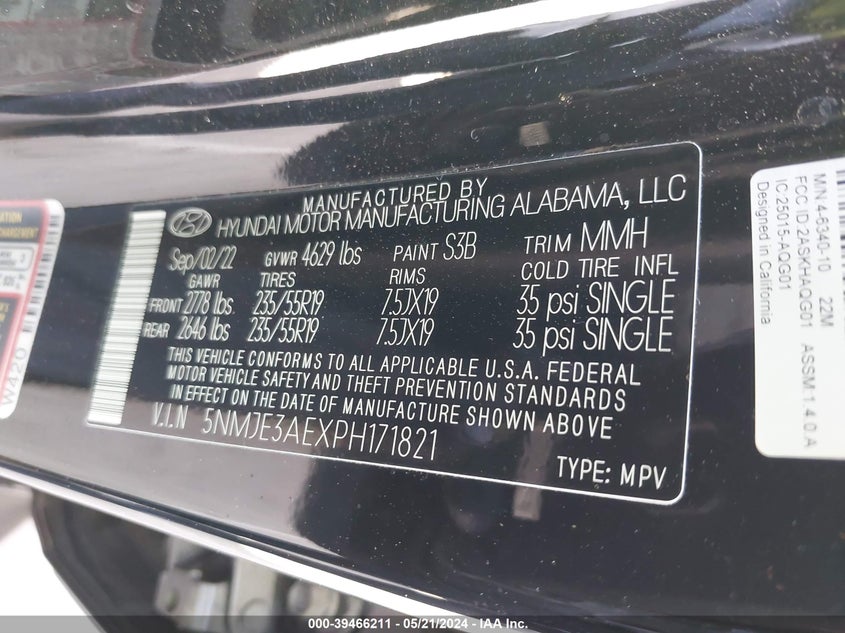 MANUFACTURED BY
HYUNDAI MOTOR MANUFACTURING ALABAMA, LLC
Sep/02/22 GVWR 4629 lbs PAINT S3B TRIM MMH
GAWR TIRES RIMS COLD TIRE INFL
FRONT 2778 lbs 235/55R19 7.5JX19 35 psi SINGLE
REAR 2646 lbs 235/55R19 7.5JX19 35 psi SINGLE
THIS VEHICLE CONFORMS TO ALL APPLICABLE U.S.A. FEDERAL
MOTOR VEHICLE SAFETY AND THEFT PREVENTION STANDARDS
IN EFFECT ON THE DATE OF MANUFACTURE SHOWN ABOVE
V.I.N 5NMJE3AEXPH171821
TYPE: MPV
W420
MN 4-6340-10 22M
FCC ID:2ASKHAQG01 ASSM:1.4.0.A
IC:25015-AQG01
Designed in California
000-39466211 - 05/21/2024 - IAA Inc.